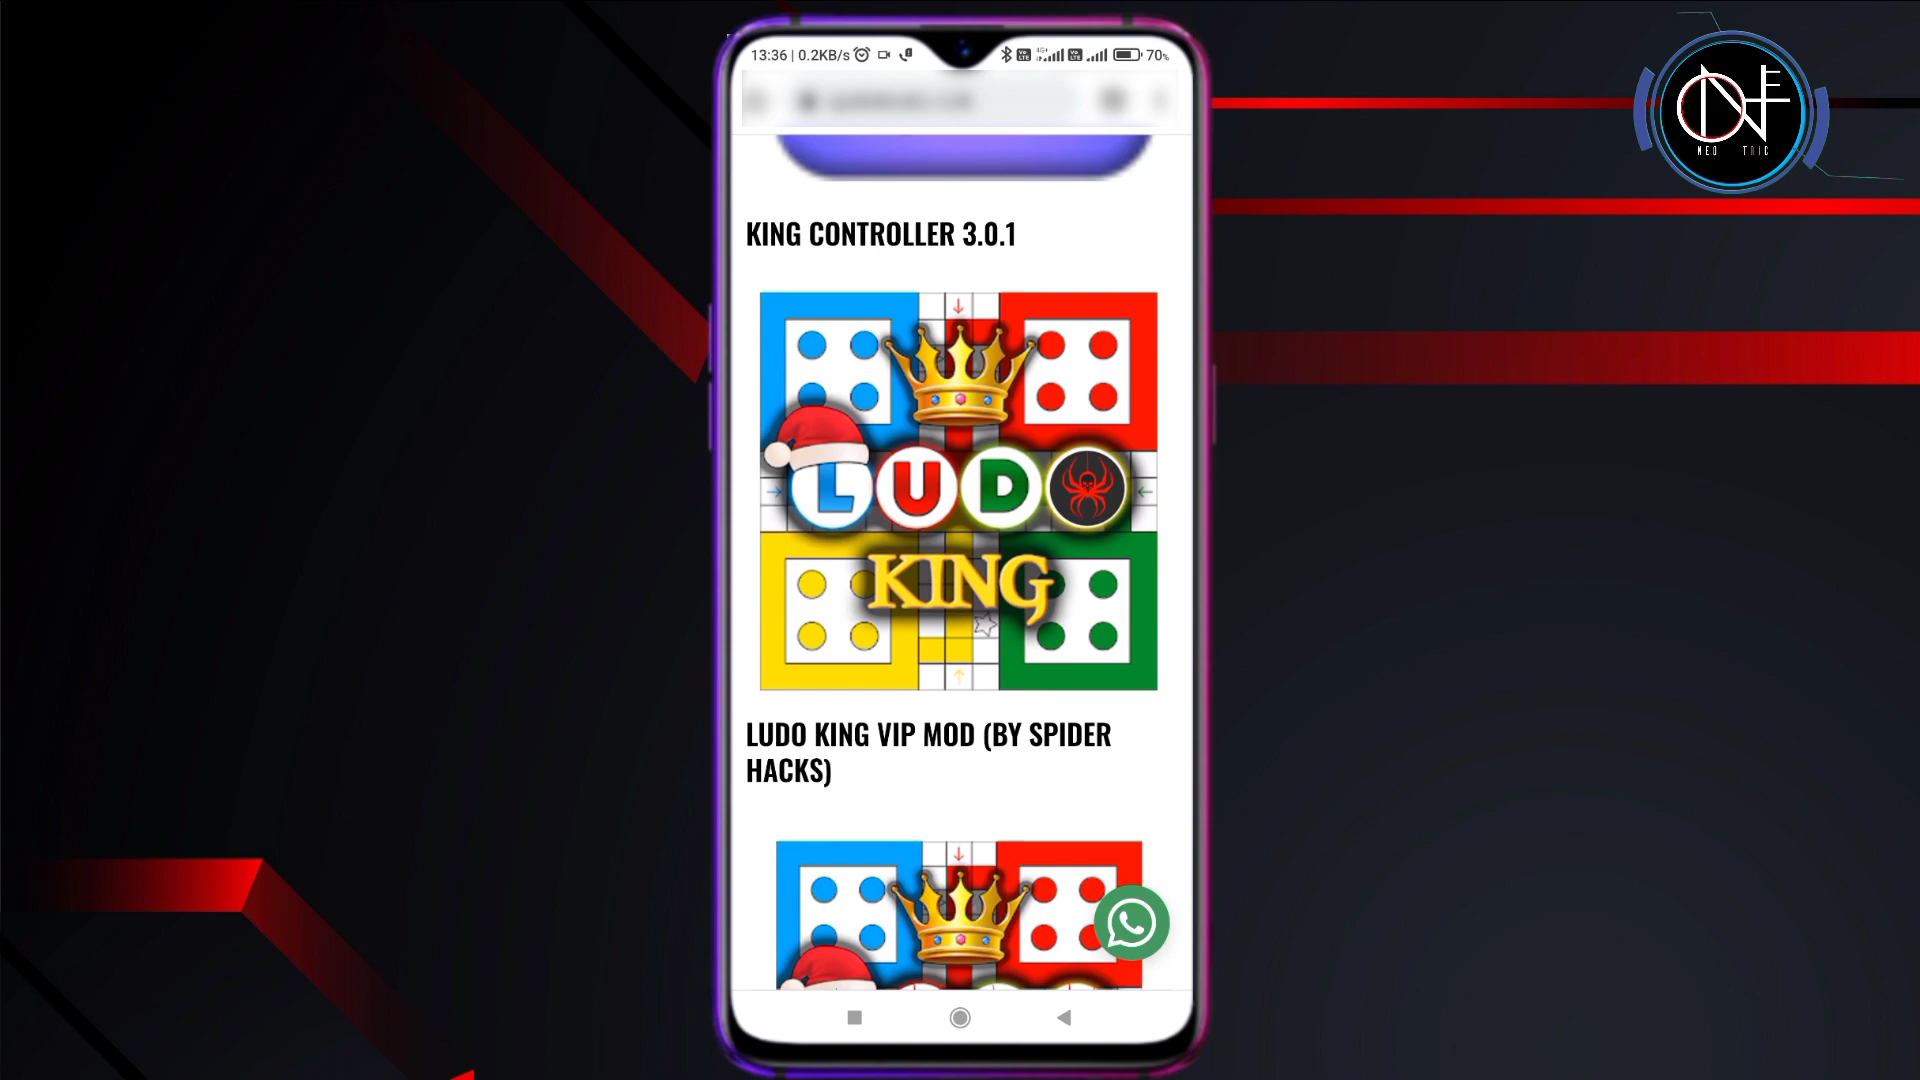 13:36 | 0.2KB/s
70%
KING CONTROLLER 3.0.1
LUD
KING
LUDO KING VIP MOD (BY SPIDER
HACKS)
NEO TRIC